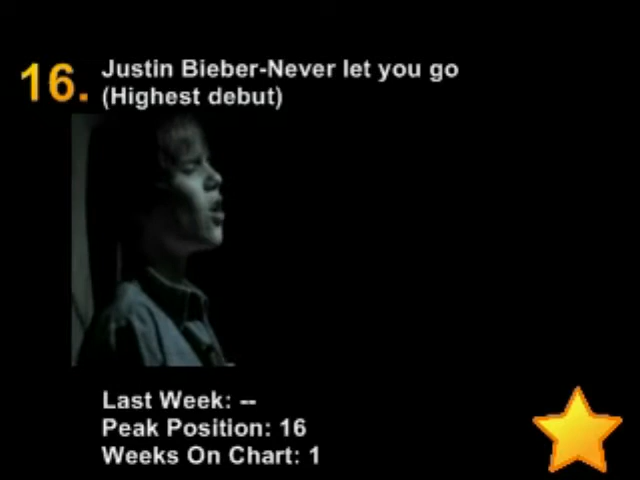 16.
Justin Bieber-Never let you go
(Highest debut)
Last Week: --
Peak Position: 16
Weeks On Chart: 1